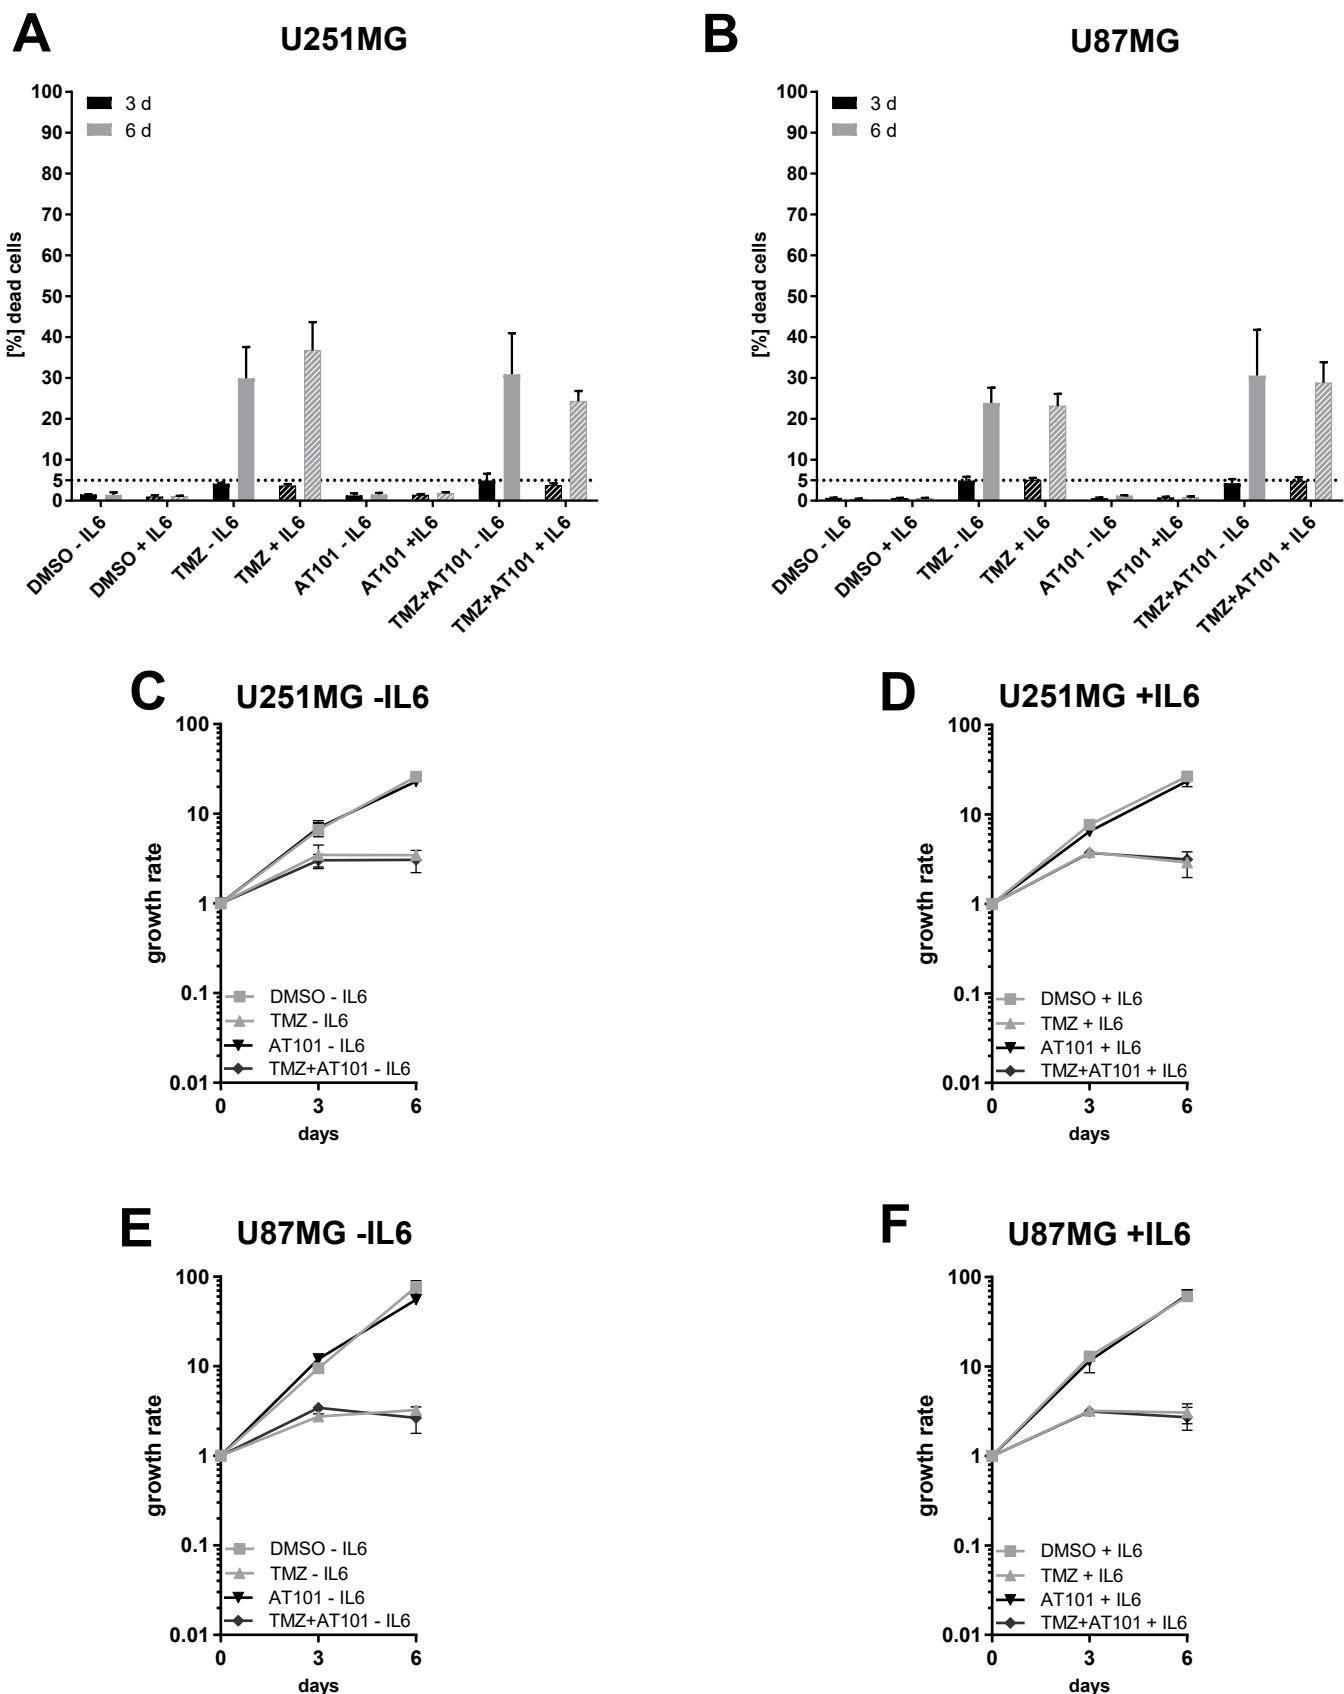 A
U251MG
[%] dead cells
100
90
80
70
60
50
40
30
20
10
5
0
3 d
6 d
DMSO - IL6
DMSO + IL6
TMZ - IL6
TMZ + IL6
AT101 - IL6
AT101 +IL6
TMZ+AT101 - IL6
TMZ+AT101 + IL6
B
U87MG
[%] dead cells
100
90
80
70
60
50
40
30
20
10
5
0
3 d
6 d
DMSO - IL6
DMSO + IL6
TMZ - IL6
TMZ + IL6
AT101 - IL6
AT101 +IL6
TMZ+AT101 - IL6
TMZ+AT101 + IL6
C
U251MG -IL6
growth rate
100
10
1
0.1
0.01
DMSO - IL6
TMZ - IL6
AT101 - IL6
TMZ+AT101 - IL6
0 3 6
days
D
U251MG +IL6
growth rate
100
10
1
0.1
0.01
DMSO + IL6
TMZ + IL6
AT101 + IL6
TMZ+AT101 + IL6
0 3 6
days
E
U87MG -IL6
growth rate
100
10
1
0.1
0.01
DMSO - IL6
TMZ - IL6
AT101 - IL6
TMZ+AT101 - IL6
0 3 6
days
F
U87MG +IL6
growth rate
100
10
1
0.1
0.01
DMSO + IL6
TMZ + IL6
AT101 + IL6
TMZ+AT101 + IL6
0 3 6
days